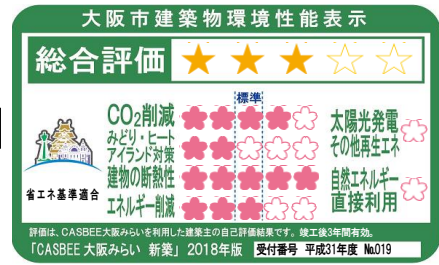 大阪市建築物環境性能表示
総合評価
標準
CO2削減
みどり・ヒート
アイランド対策
建物の断熱性
エネルギー削減
太陽光発電
その他再生エネ
自然エネルギー
直接利用
省エネ基準適合
評価は、CASBEE大阪みらいを利用した建築主の自己評価結果です。竣工後3年間有効。
「CASBEE大阪みらい 新築」2018年版 受付番号 平成31年度 №019